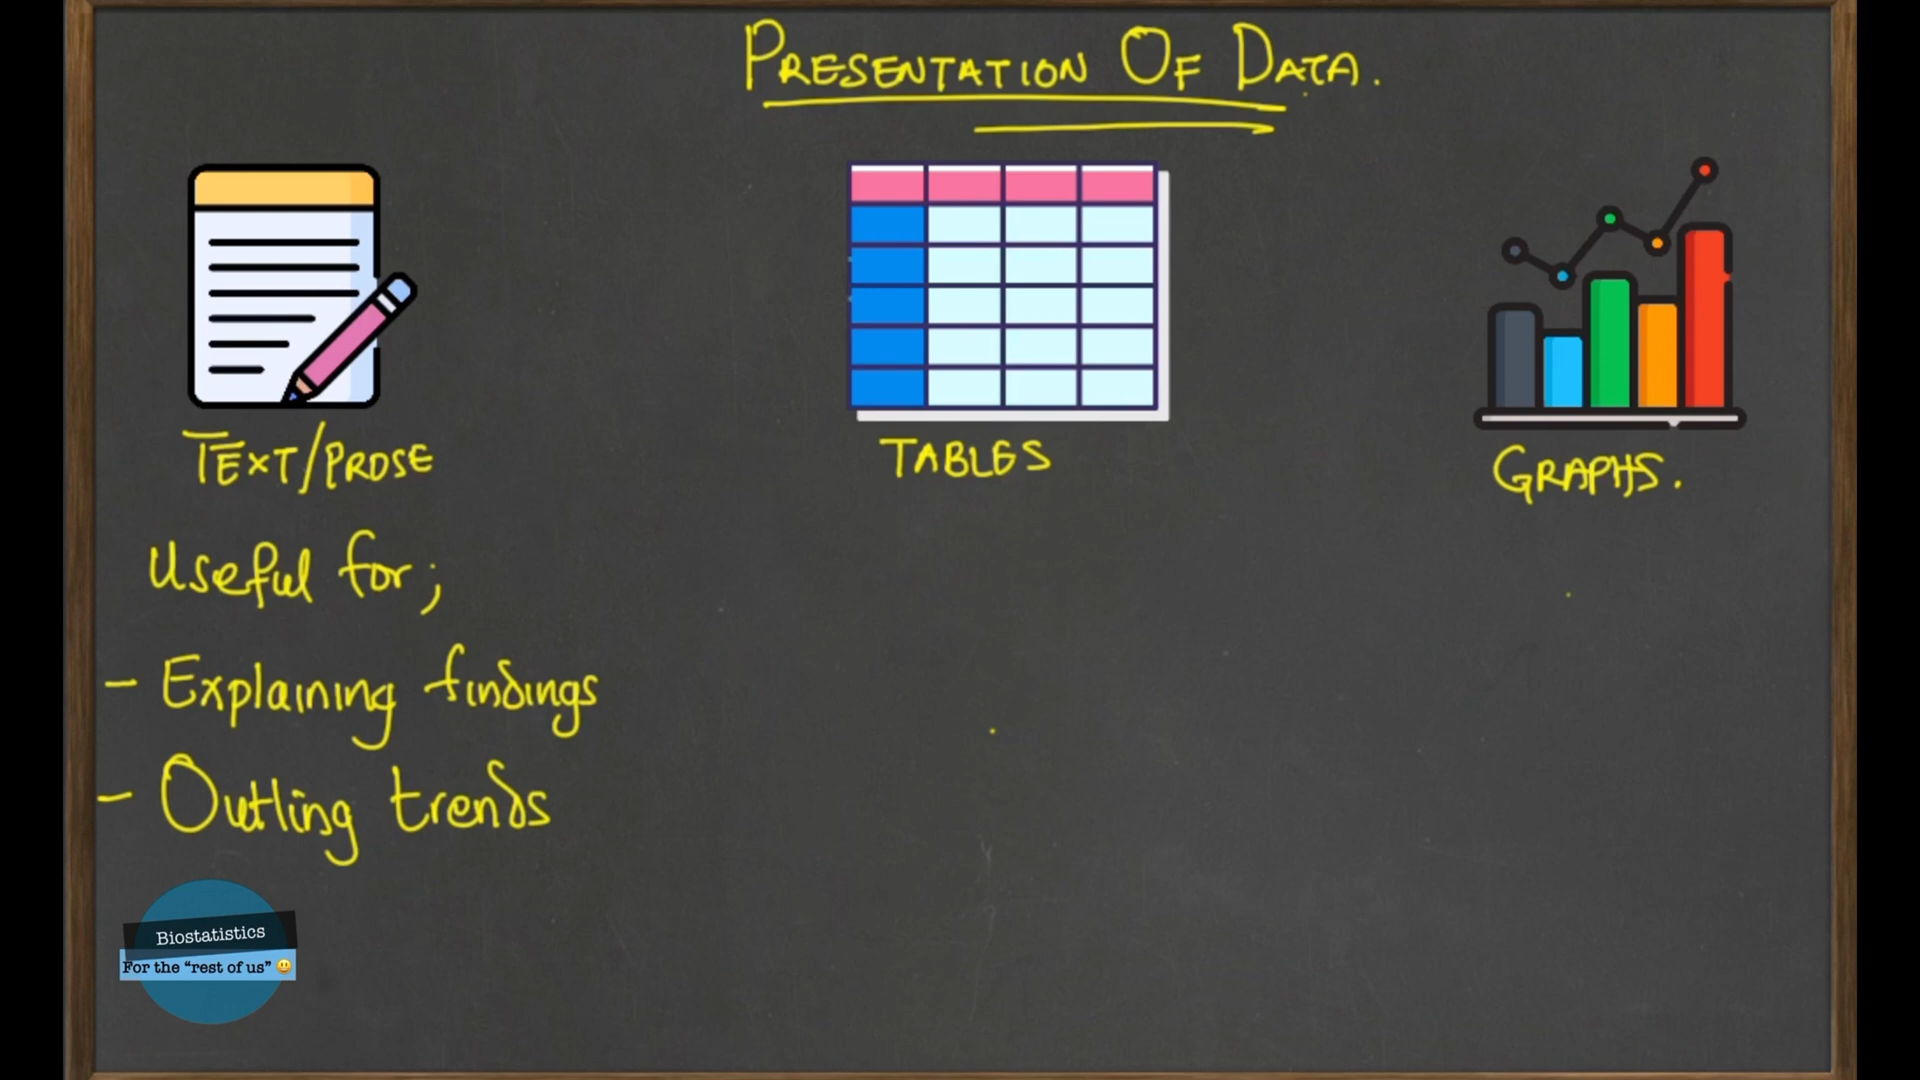 PRESENTATION OF DATA.
TEXT/PROSE
TABLES
GRAPHS.
Useful for;
- Explaining findings
- Outling trends
Biostatistics
For the “rest of us” 😃